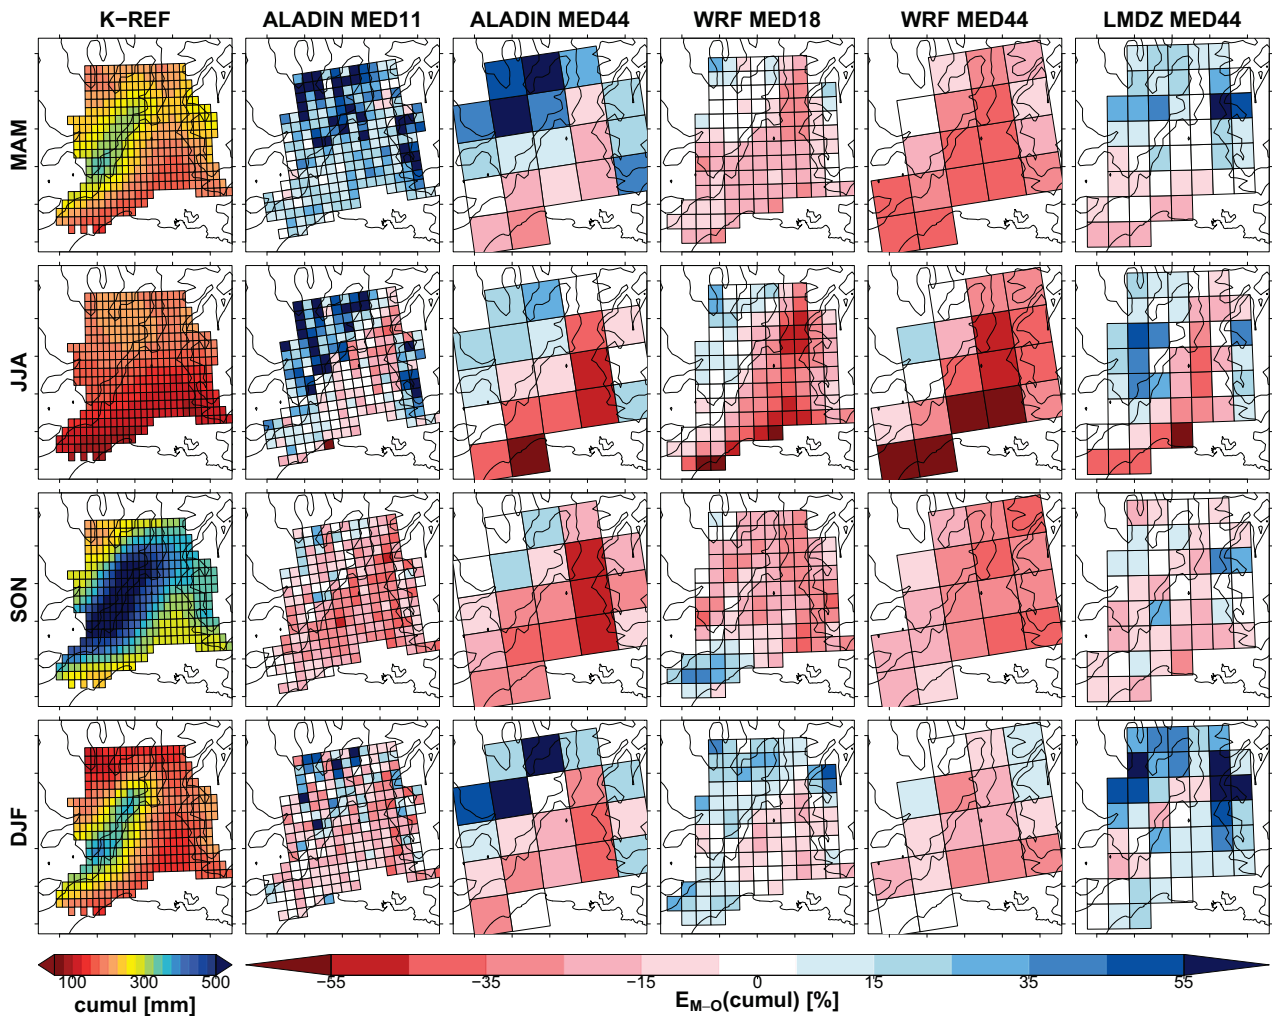 K−REF ALADIN MED11 ALADIN MED44 WRF MED18 WRF MED44 LMDZ MED44
MAM
JJA
SON
DJF
100 300 500
cumul [mm]
−55 −35 −15 0 15 35 55
E_M−O(cumul) [%]